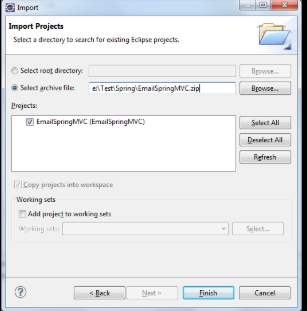 Import
Import Projects
Select a directory to search for existing Eclipse projects.
Select root directory:
Browse...
Select archive file:
e:\Test\Spring\EmailSpringMVC.zip
Browse...
Projects:
EmailSpringMVC (EmailSpringMVC)
Select All
Deselect All
Refresh
Copy projects into workspace
Working sets
Add project to working sets
Working sets:
Select...
?
< Back
Next >
Finish
Cancel